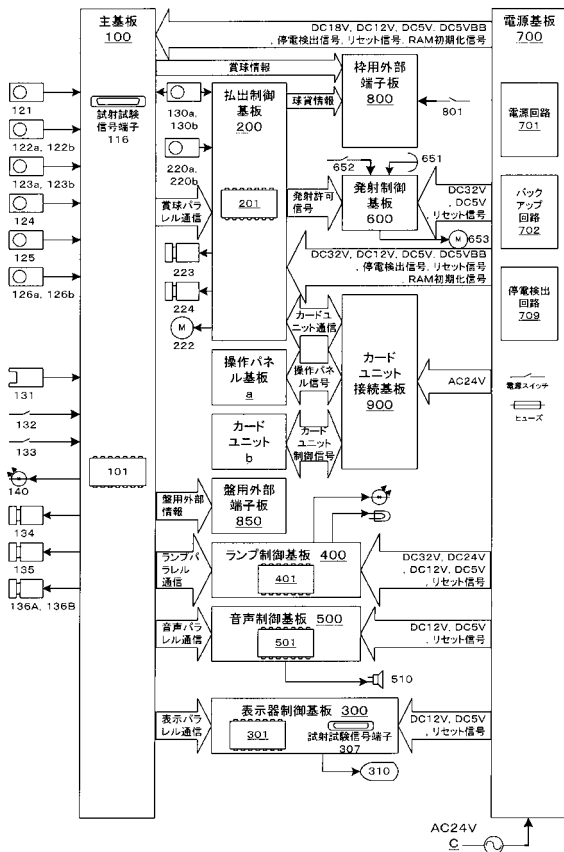 主基板
100
試射試験
信号端子
116
121
122a, 122b
123a, 123b
124
125
126a, 126b
131
132
133
140
134
135
136A, 136B
101
DC18V, DC12V, DC5V, DC5VBB
, 停電検出信号, リセット信号, RAM初期化信号
賞球情報
130a,
130b
220a,
220b
賞球パラ
レル通信
223
224
M
222
払出制御
基板
200
201
球貸情報
枠用外部
端子板
800
801
652
651
発射許可
信号
発射制御
基板
600
M
653
DC32V
, DC5V,
リセット信号
DC32V, DC12V, DC5V, DC5VBB
, 停電検出信号, リセット信号
, RAM初期化信号
カードユ
ニット通信
操作パネ
ル基板
a
操作パネル
信号
カード
ユニット
b
カード
ユニット
制御信号
カード
ユニット
接続基板
900
AC24V
盤用外部
情報
盤用外部
端子板
850
ランプパ
ラレル
通信
ランプ制御基板 400
401
DC32V, DC24V
, DC12V, DC5V
, リセット信号
音声パラ
レル通信
音声制御基板 500
501
510
DC12V, DC5V
, リセット信号
表示パラ
レル通信
表示器制御基板 300
301
試射試験信号端子
307
310
DC12V, DC5V
, リセット信号
電源基板
700
電源回路
701
バック
アップ
回路
702
停電検出
回路
709
電源スイッチ
ヒューズ
AC24V
C